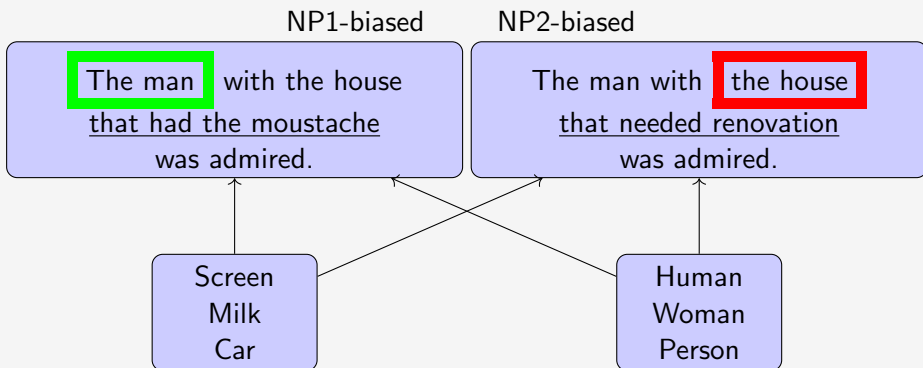 NP1-biased
NP2-biased
The man with the house
that had the moustache
was admired.
The man with the house
that needed renovation
was admired.
Screen
Milk
Car
Human
Woman
Person